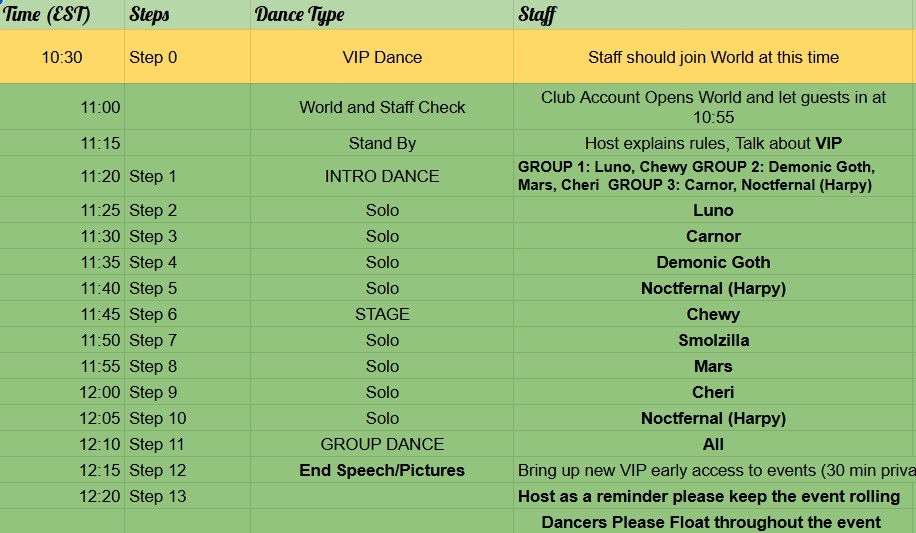 Time (EST) Steps Dance Type Staff
10:30 Step 0 VIP Dance Staff should join World at this time
11:00 World and Staff Check Club Account Opens World and let guests in at
10:55
11:15 Stand By Host explains rules, Talk about VIP
11:20 Step 1 INTRO DANCE GROUP 1: Luno, Chewy GROUP 2: Demonic Goth,
Mars, Cheri GROUP 3: Carnor, Noctfernal (Harpy)
11:25 Step 2 Solo Luno
11:30 Step 3 Solo Carnor
11:35 Step 4 Solo Demonic Goth
11:40 Step 5 Solo Noctfernal (Harpy)
11:45 Step 6 STAGE Chewy
11:50 Step 7 Solo Smolzilla
11:55 Step 8 Solo Mars
12:00 Step 9 Solo Cheri
12:05 Step 10 Solo Noctfernal (Harpy)
12:10 Step 11 GROUP DANCE All
12:15 Step 12 End Speech/Pictures Bring up new VIP early access to events (30 min priva
12:20 Step 13 Host as a reminder please keep the event rolling
Dancers Please Float throughout the event